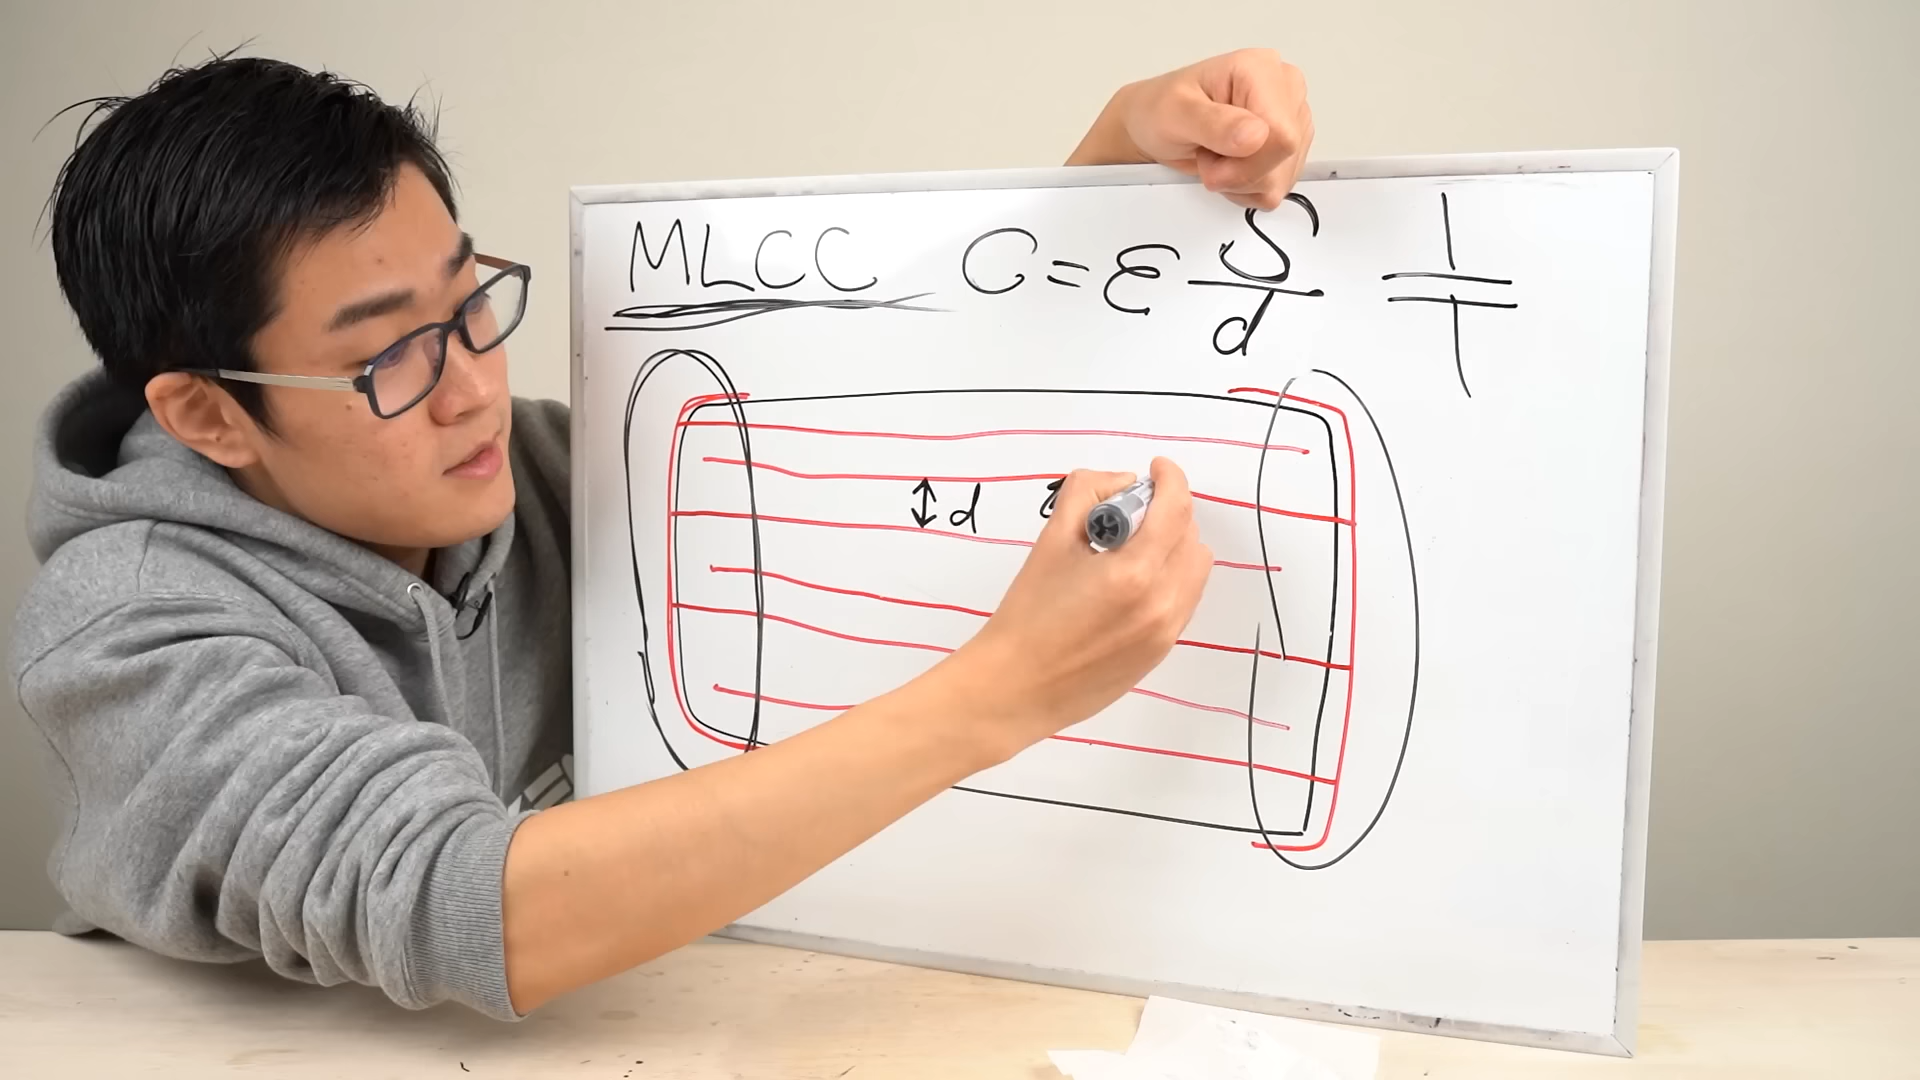 MLCC C = ε S/d
d